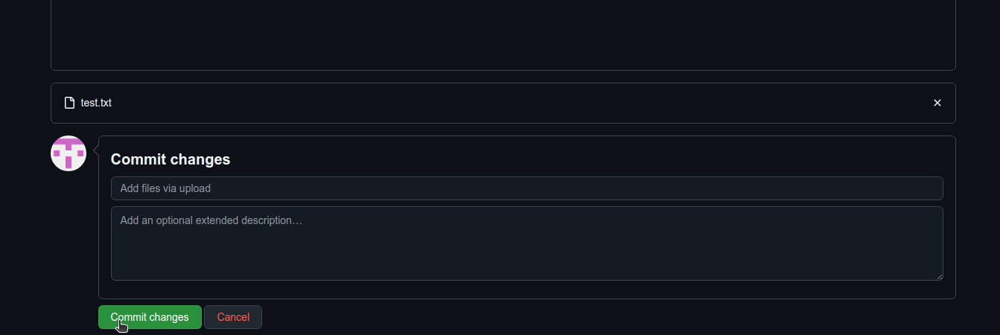 test.txt
Commit changes
Add files via upload
Add an optional extended description…
Commit changes
Cancel